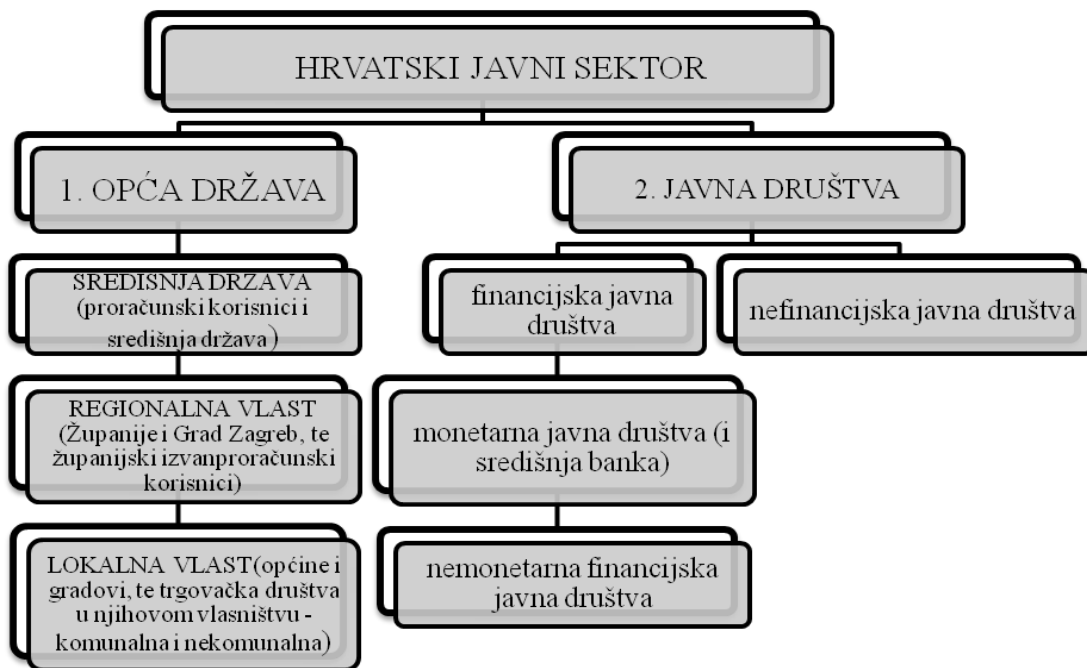 HRVATSKI JAVNI SEKTOR
1. OPĆA DRŽAVA
SREDIŠNJA DRŽAVA
(proračunski korisnici i
središnja država)
REGIONALNA VLAST
(Županije i Grad Zagreb, te
županijski izvanproračunski
korisnici)
LOKALNA VLAST(općine i
gradovi, te trgovačka društva
u njihovom vlasništvu -
komunalna i nekomunalna)
2. JAVNA DRUŠTVA
financijska javna
društva
monetarna javna društva (i
središnja banka)
nemonetarna financijska
javna društva
nefinancijska javna društva